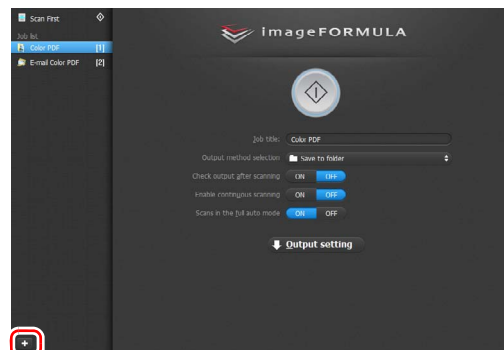 Scan First
Job list
Color PDF [1]
E-mail Color PDF [2]
imageFORMULA
Job title: Color PDF
Output method selection Save to folder
Check output after scanning ON OFF
Enable continuous scanning ON OFF
Scans in the full auto mode ON OFF
Output setting
+